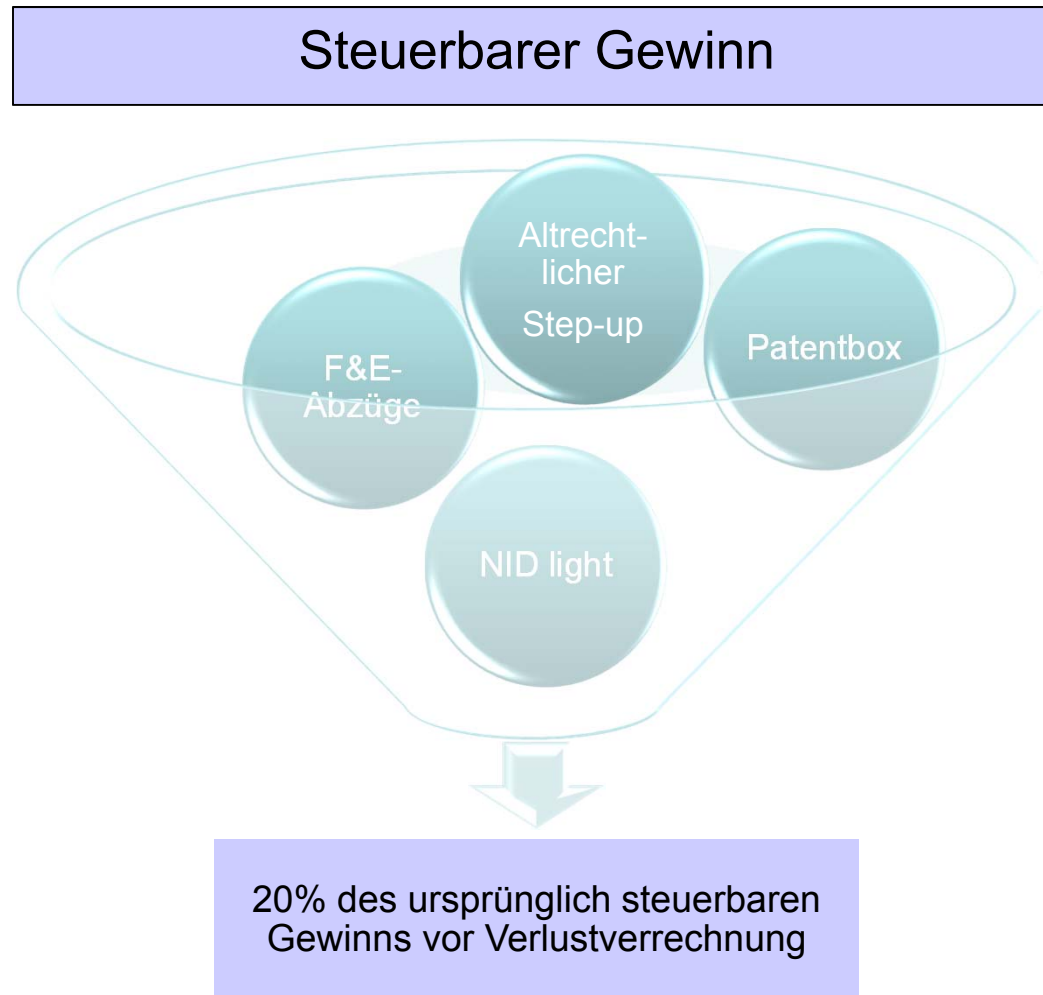 Steuerbarer Gewinn
Altrecht-
licher
Step-up
Patentbox
F&E-
Abzüge
NID light
20% des ursprünglich steuerbaren
Gewinns vor Verlustverrechnung